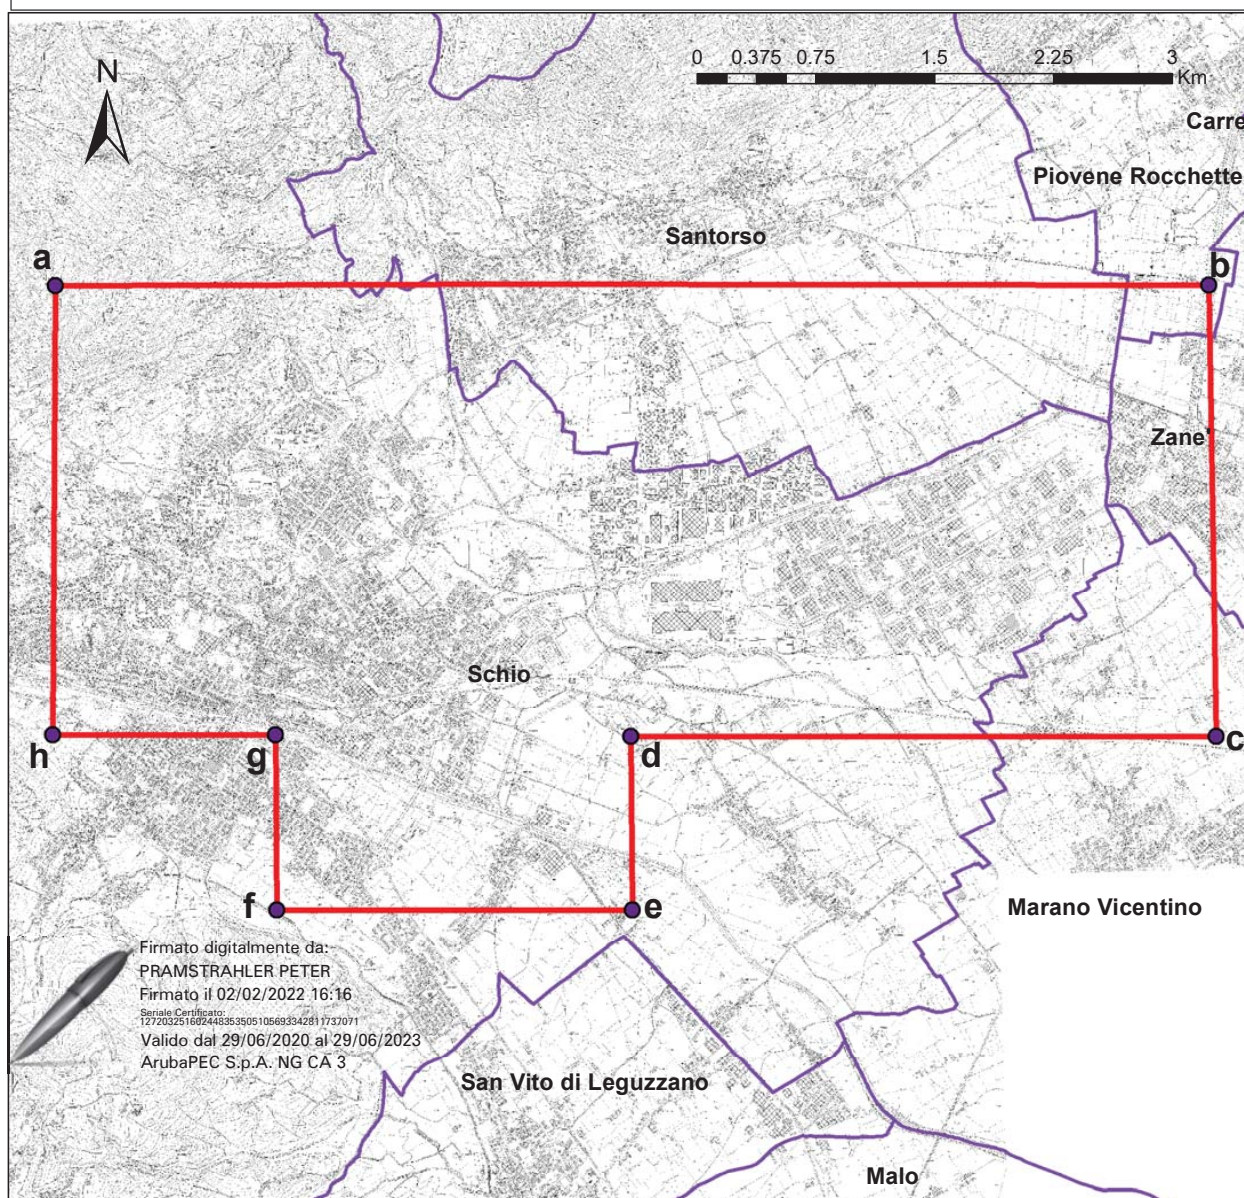 N
0 0.375 0.75 1.5 2.25 3
Km
Carre
Piovene Rocchette
Santorso
a
b
Zane'
Schio
h
g
d
c
f
e
Marano Vicentino
Firmato digitalmente da:
PRAMSTRAHLER PETER
Firmato il 02/02/2022 16:16
Seriale Certificato:
Valido dal 29/06/2020 al 29/06/2023
ArubaPEC S.p.A. NG CA 3
San Vito di Leguzzano
Malo